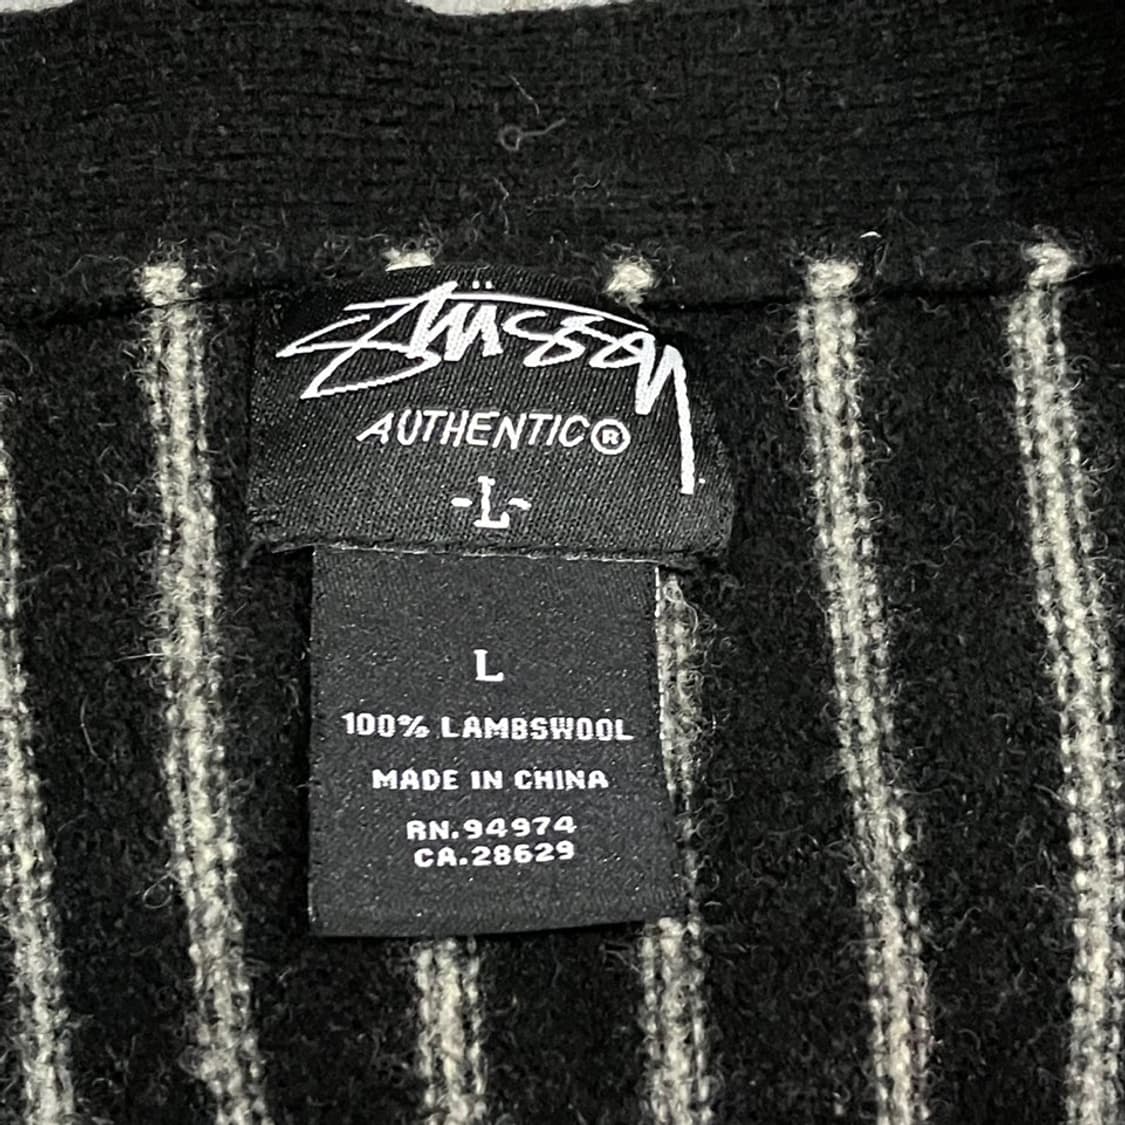 Stüssy
AUTHENTIC®
-L-
L
100% LAMBSWOOL
MADE IN CHINA
RN.94974
CA.28629